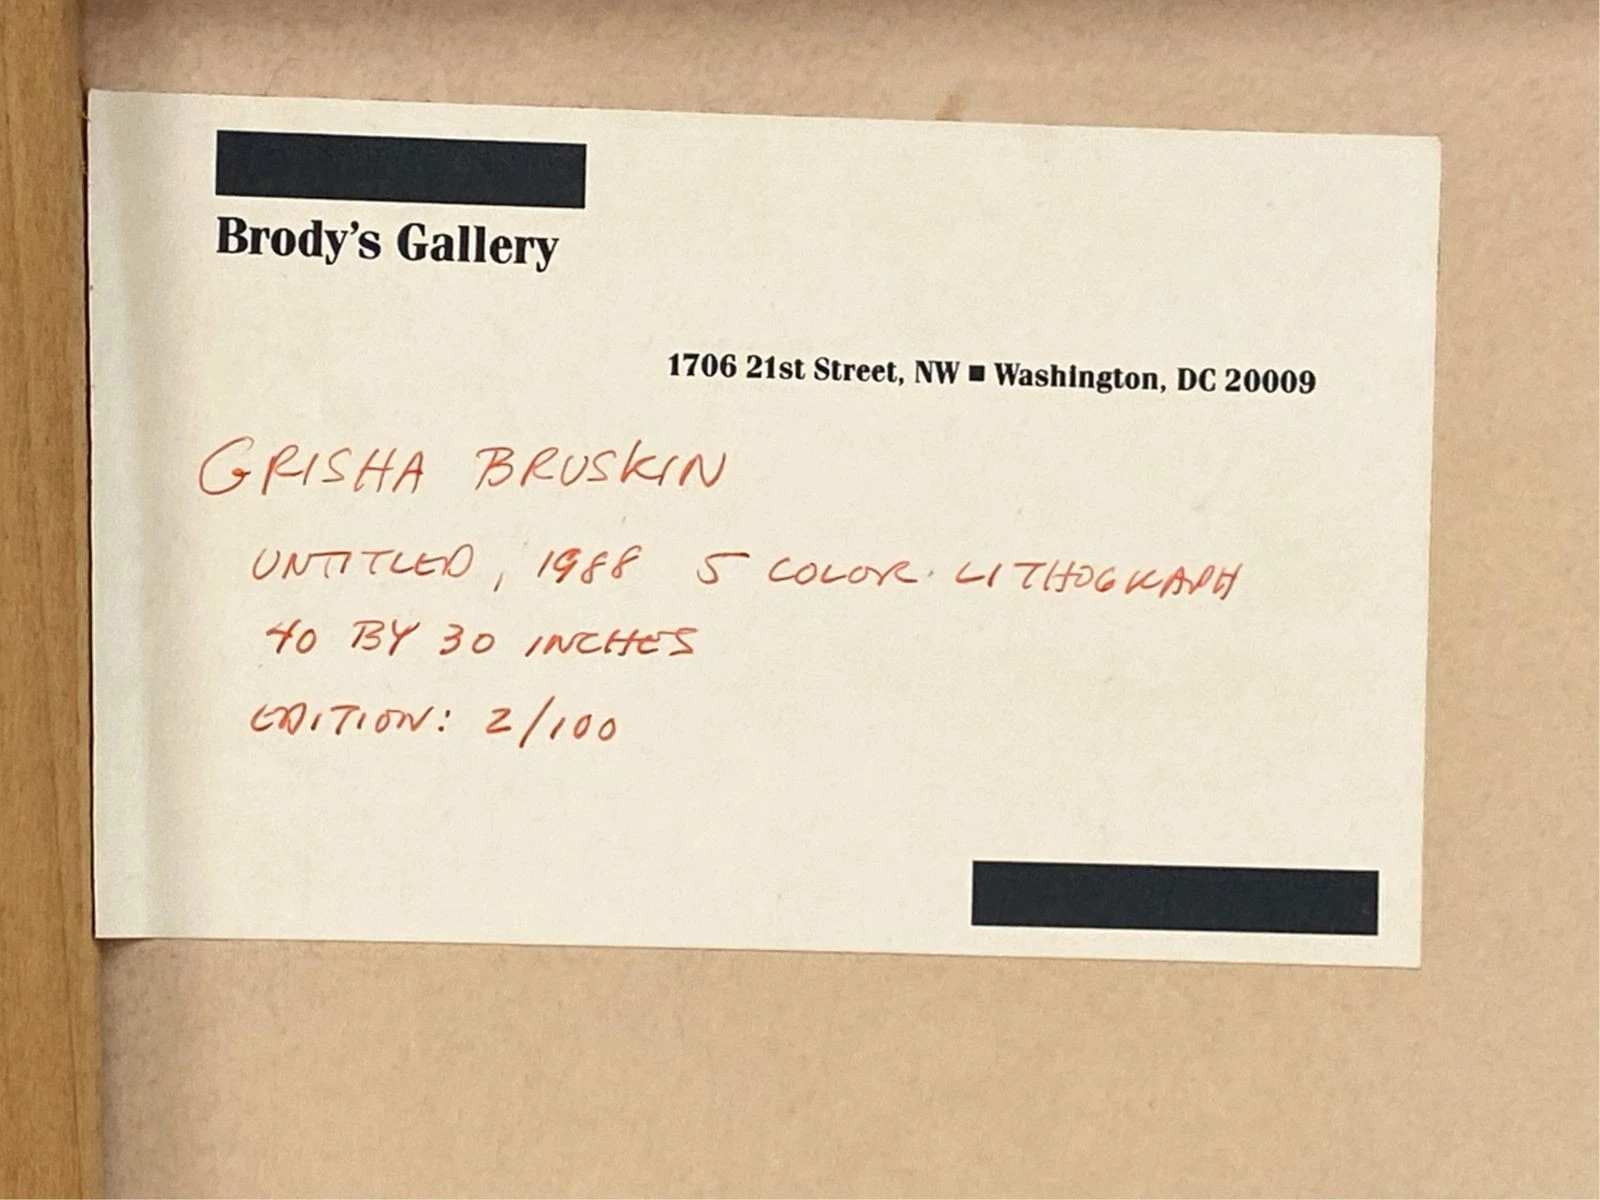 Brody's Gallery
1706 21st Street, NW ■ Washington, DC 20009
GRISHA BRUSKIN
UNTITLED, 1988 5 COLOR LITHOGRAPH
40 BY 30 INCHES
EDITION: 2/100